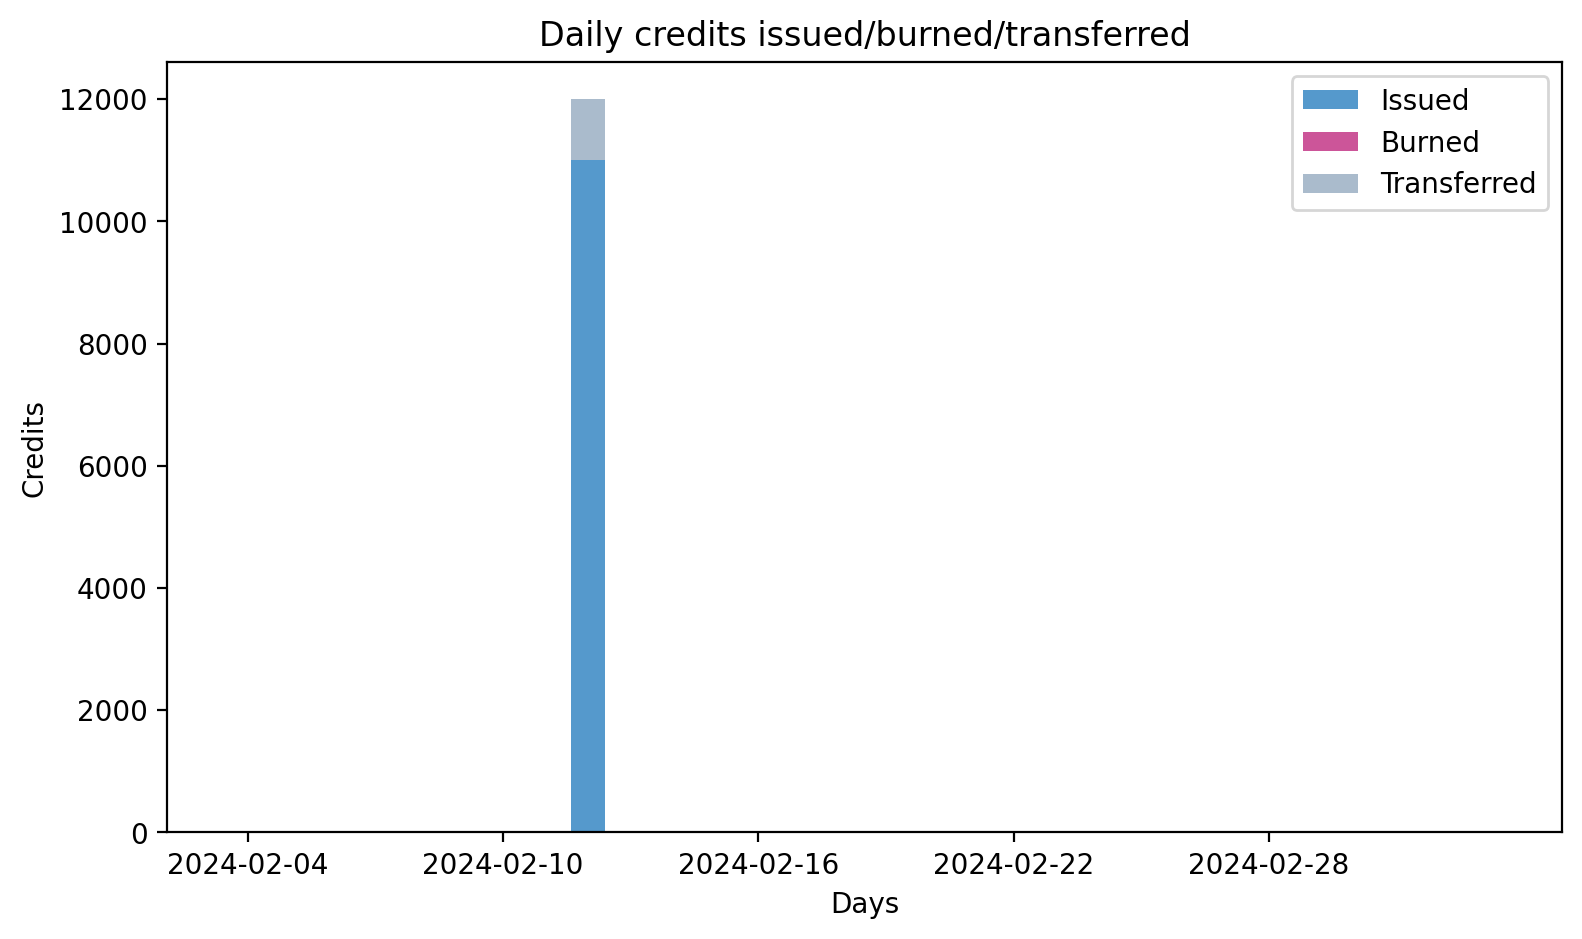 Daily credits issued/burned/transferred
Issued
Burned
Transferred
12000
10000
8000
6000
4000
2000
0
Credits
2024-02-04
2024-02-10
2024-02-16
2024-02-22
2024-02-28
Days